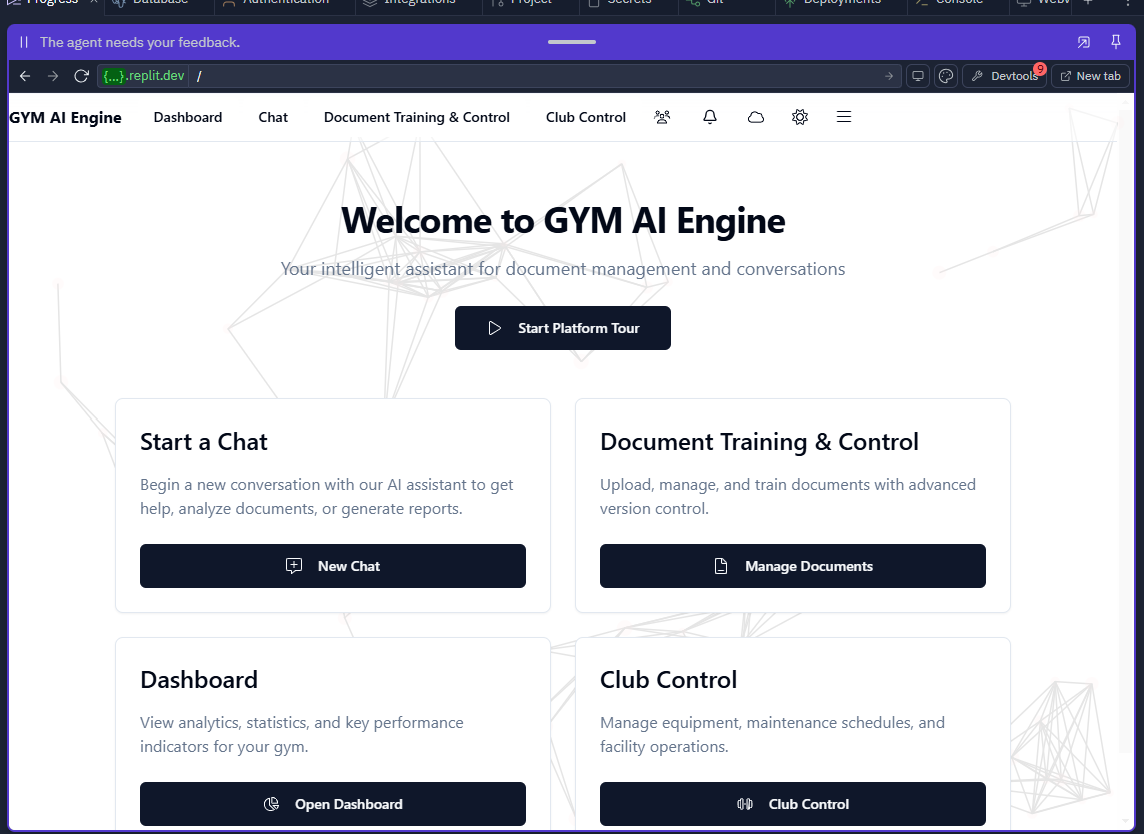 Progress Database Authentication Integrations Project Secrets Git Deployments Console
The agent needs your feedback.
{...}.replit.dev / Devtools 9 New tab
GYM AI Engine Dashboard Chat Document Training & Control Club Control
Welcome to GYM AI Engine
Your intelligent assistant for document management and conversations
Start Platform Tour
Start a Chat
Begin a new conversation with our AI assistant to get
help, analyze documents, or generate reports.
New Chat
Document Training & Control
Upload, manage, and train documents with advanced
version control.
Manage Documents
Dashboard
View analytics, statistics, and key performance
indicators for your gym.
Open Dashboard
Club Control
Manage equipment, maintenance schedules, and
facility operations.
Club Control